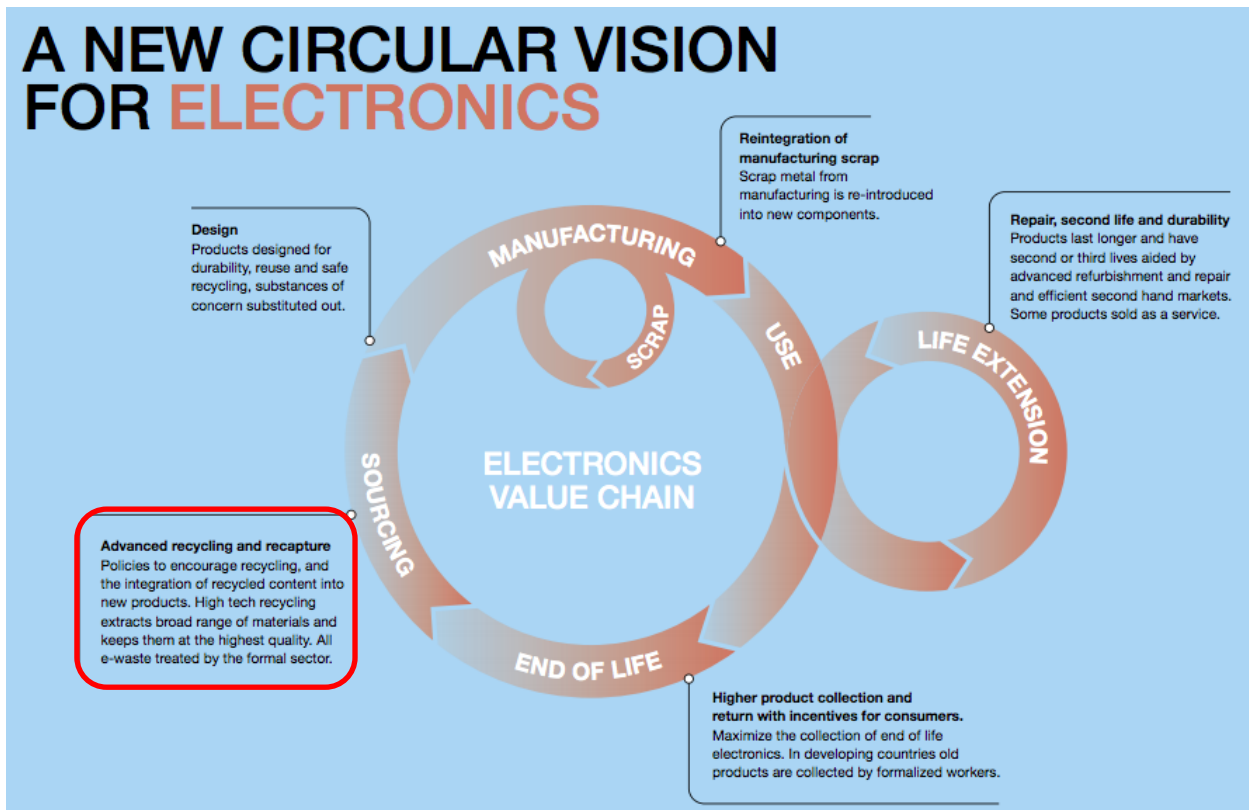 A NEW CIRCULAR VISION
FOR ELECTRONICS
Reintegration of
manufacturing scrap
Scrap metal from
manufacturing is re-introduced
into new components.
Design
Products designed for
durability, reuse and safe
recycling, substances of
concern substituted out.
Repair, second life and durability
Products last longer and have
second or third lives aided by
advanced refurbishment and repair
and efficient second hand markets.
Some products sold as a service.
MANUFACTURING
SCRAP
USE
LIFE EXTENSION
ELECTRONICS
VALUE CHAIN
SOURCING
END OF LIFE
Advanced recycling and recapture
Policies to encourage recycling, and
the integration of recycled content into
new products. High tech recycling
extracts broad range of materials and
keeps them at the highest quality. All
e-waste treated by the formal sector.
Higher product collection and
return with incentives for consumers.
Maximize the collection of end of life
electronics. In developing countries old
products are collected by formalized workers.